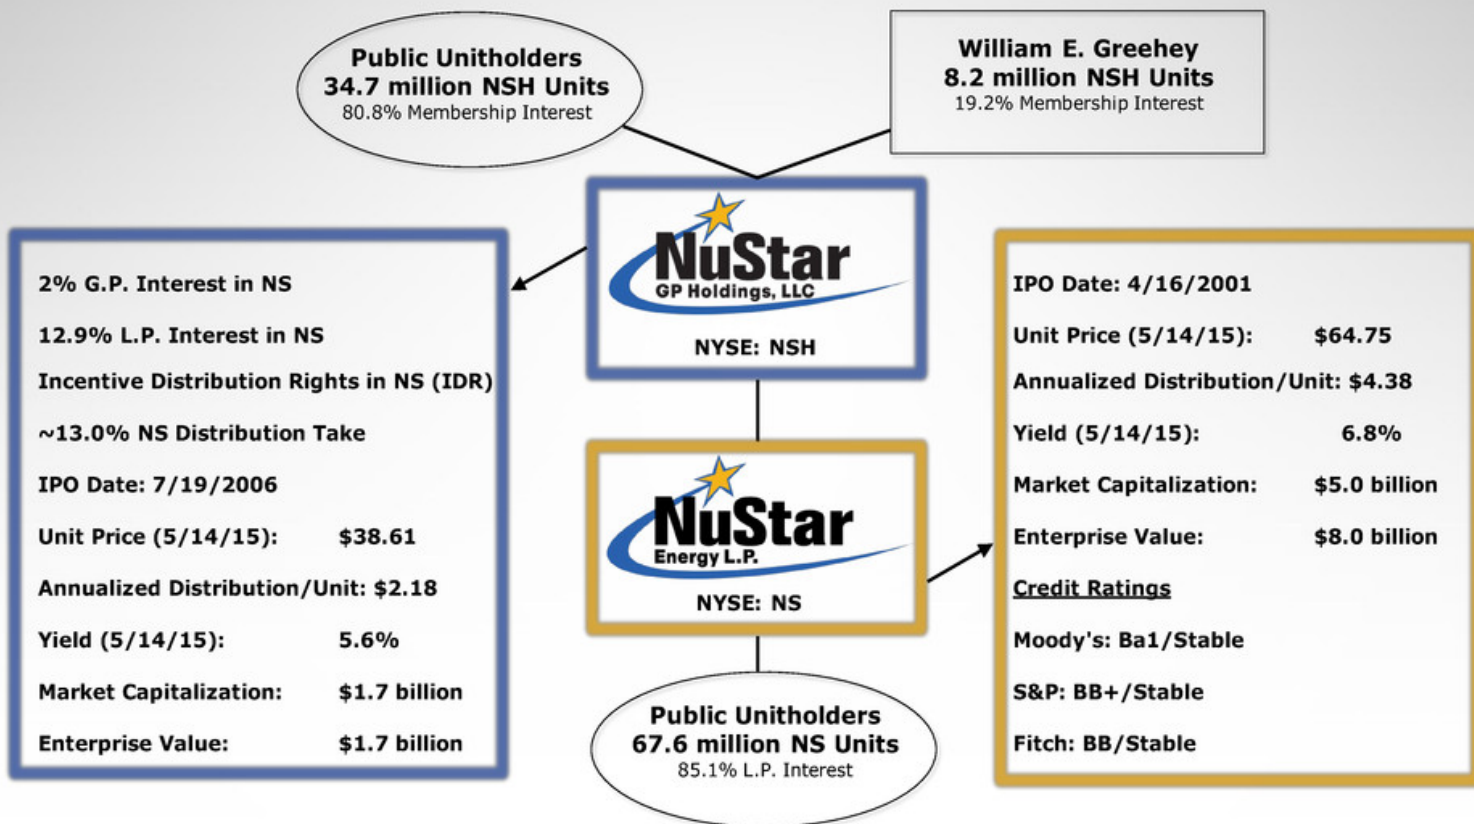 Public Unitholders
34.7 million NSH Units
80.8% Membership Interest
William E. Greehey
8.2 million NSH Units
19.2% Membership Interest
NuStar
GP Holdings, LLC
NYSE: NSH
2% G.P. Interest in NS
12.9% L.P. Interest in NS
Incentive Distribution Rights in NS (IDR)
~13.0% NS Distribution Take
IPO Date: 7/19/2006
Unit Price (5/14/15): $38.61
Annualized Distribution/Unit: $2.18
Yield (5/14/15): 5.6%
Market Capitalization: $1.7 billion
Enterprise Value: $1.7 billion
NuStar
Energy L.P.
NYSE: NS
IPO Date: 4/16/2001
Unit Price (5/14/15): $64.75
Annualized Distribution/Unit: $4.38
Yield (5/14/15): 6.8%
Market Capitalization: $5.0 billion
Enterprise Value: $8.0 billion
Credit Ratings
Moody's: Ba1/Stable
S&P: BB+/Stable
Fitch: BB/Stable
Public Unitholders
67.6 million NS Units
85.1% L.P. Interest